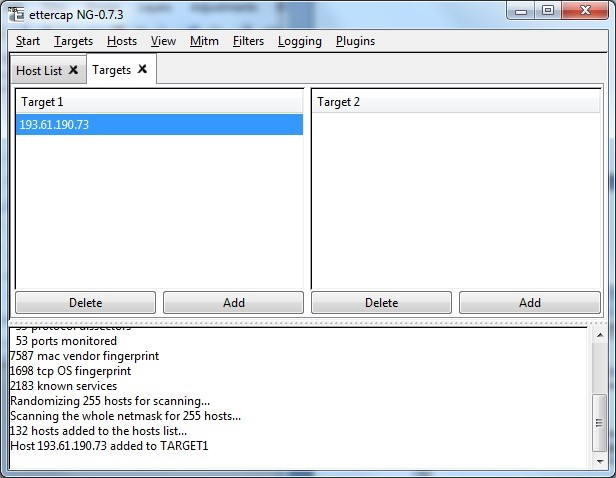 ettercap NG-0.7.3
Start Targets Hosts View Mitm Filters Logging Plugins
Host List Targets
Target 1 Target 2
193.61.190.73
Delete Add Delete Add
53 ports monitored
7587 mac vendor fingerprint
1698 tcp OS fingerprint
2183 known services
Randomizing 255 hosts for scanning...
Scanning the whole netmask for 255 hosts...
132 hosts added to the hosts list...
Host 193.61.190.73 added to TARGET1